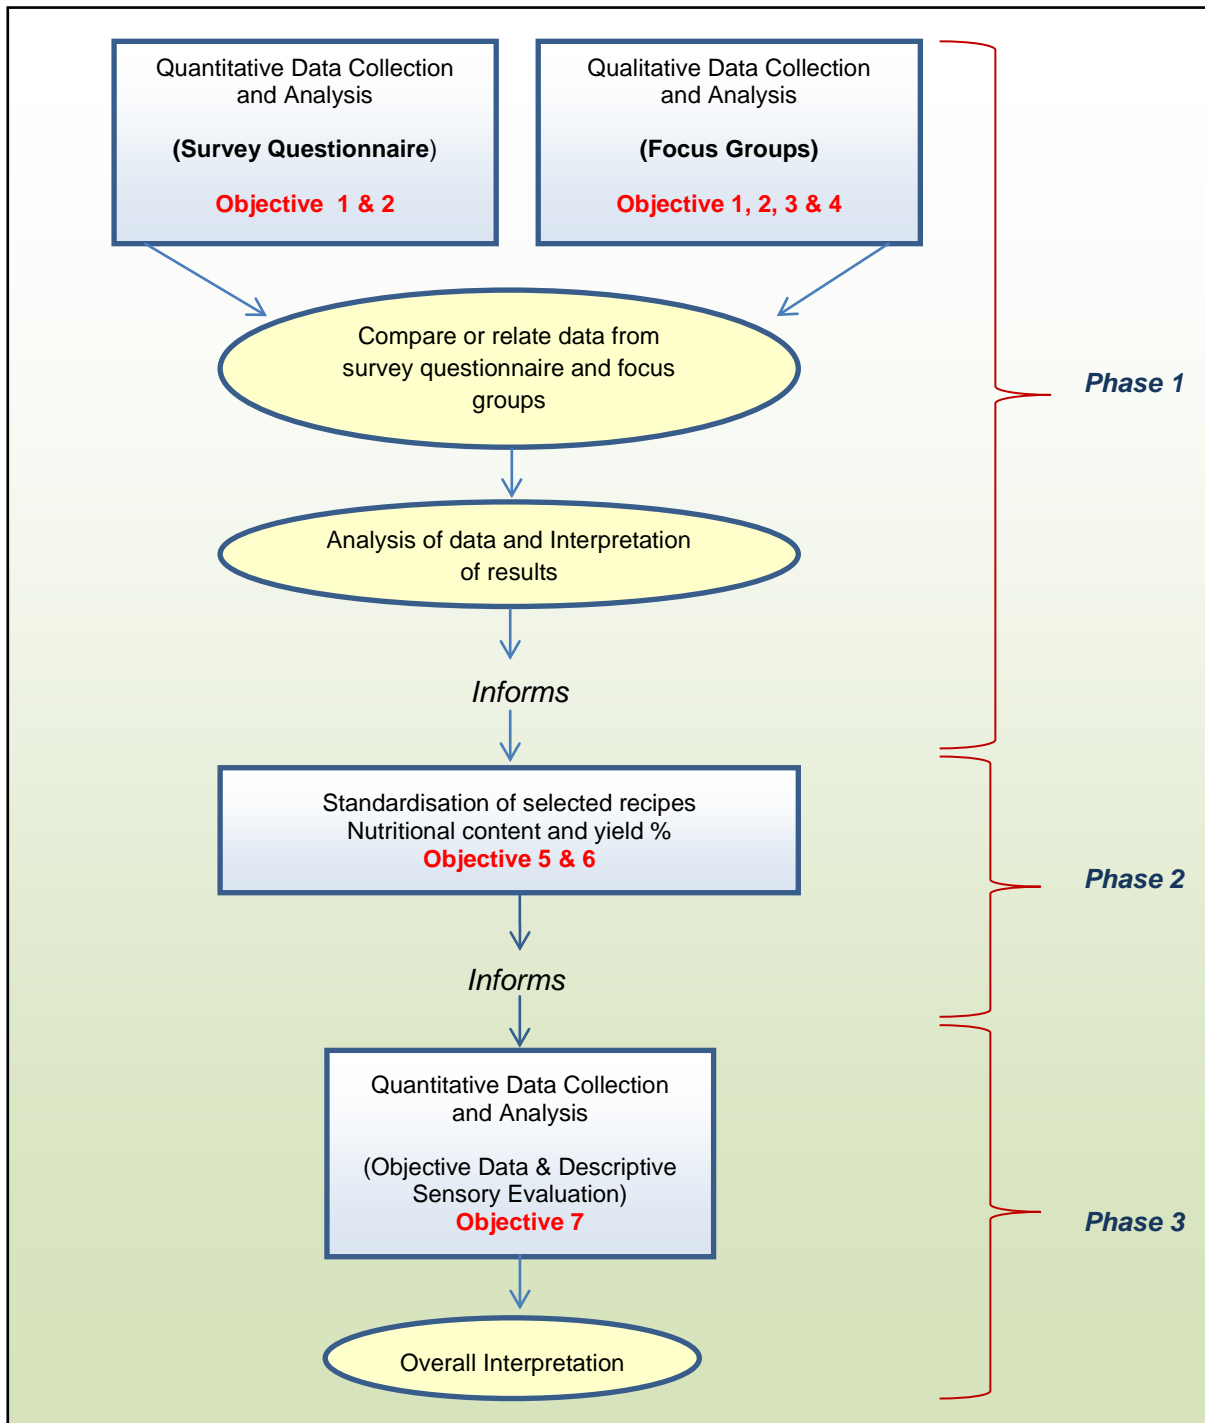 Quantitative Data Collection
and Analysis
(Survey Questionnaire)
Objective 1 & 2
Qualitative Data Collection
and Analysis
(Focus Groups)
Objective 1, 2, 3 & 4
Compare or relate data from
survey questionnaire and focus
groups
Phase 1
Analysis of data and Interpretation
of results
Informs
Standardisation of selected recipes
Nutritional content and yield %
Objective 5 & 6
Phase 2
Informs
Quantitative Data Collection
and Analysis
(Objective Data & Descriptive
Sensory Evaluation)
Objective 7
Phase 3
Overall Interpretation